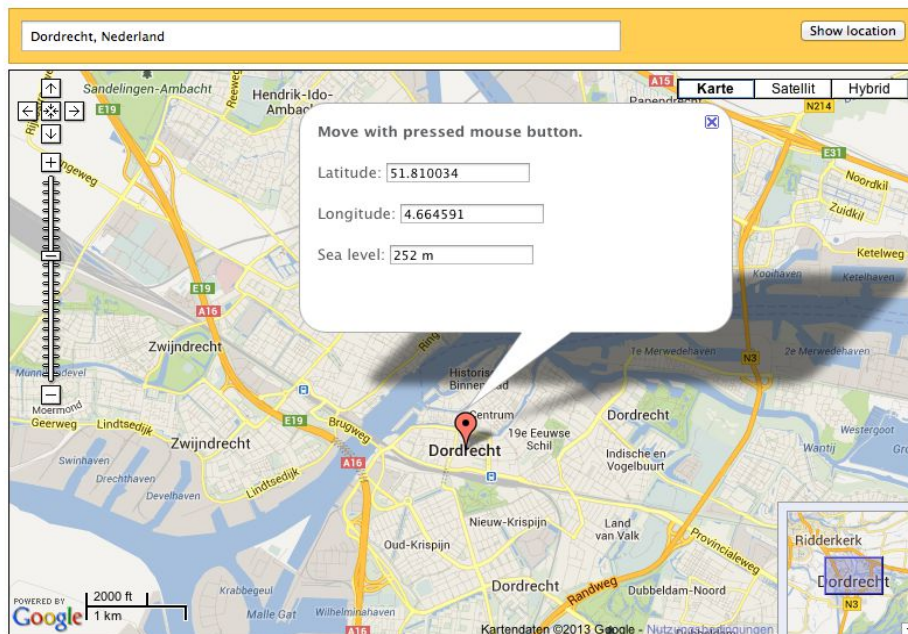 Dordrecht, Nederland
Show location
Karte
Satellit
Hybrid
Move with pressed mouse button.
Latitude: 51.810034
Longitude: 4.664591
Sea level: 252 m
Sandelingen-Ambacht
Hendrik-Ido-
E19
A15
N214
E31
Noordkil
Zuidkil
Ketelweg
Kooihaven
Ketelhaven
E19
A16
Zwijndrecht
1e Merwedehaven
N3
2e Merwedehaven
Moermond
Geerweg
Lindtsedijk
E19
Brugweg
Centrum
Dordrecht
Westergoot
Zwijndrecht
19e Eeuwse
Schil
Dordrecht
Indische en
Vogelbuurt
Wantij
Swinhaven
A16
Drechthaven
Lindtsedijk
Develhaven
Nieuw-Krispijn
Land
van Valk
Oud-Krispijn
Provincialeweg
Ridderkerk
Dordrecht
N3
Krabbegeul
Dordrecht
Randweg
Dubbeldam-Noord
POWERED BY
Google
2000 ft
1 km
Malle Gat
Wilhelminahaven
A16
Kartendaten ©2013 Google - Nutzungsbedingungen